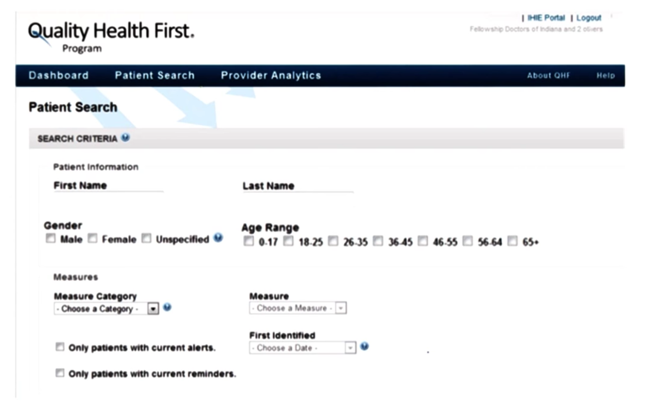 Quality Health First.
Program
| IHIE Portal | Logout
Fellowship Doctors of Indiana and 2 others
Dashboard Patient Search Provider Analytics About QHF Help
Patient Search
SEARCH CRITERIA
Patient Information
First Name Last Name
Gender Age Range
Male Female Unspecified 0-17 18-25 26-35 36-45 46-55 56-64 65+
Measures
Measure Category Measure
- Choose a Category - - Choose a Measure -
First Identified
Only patients with current alerts. - Choose a Date -
Only patients with current reminders.